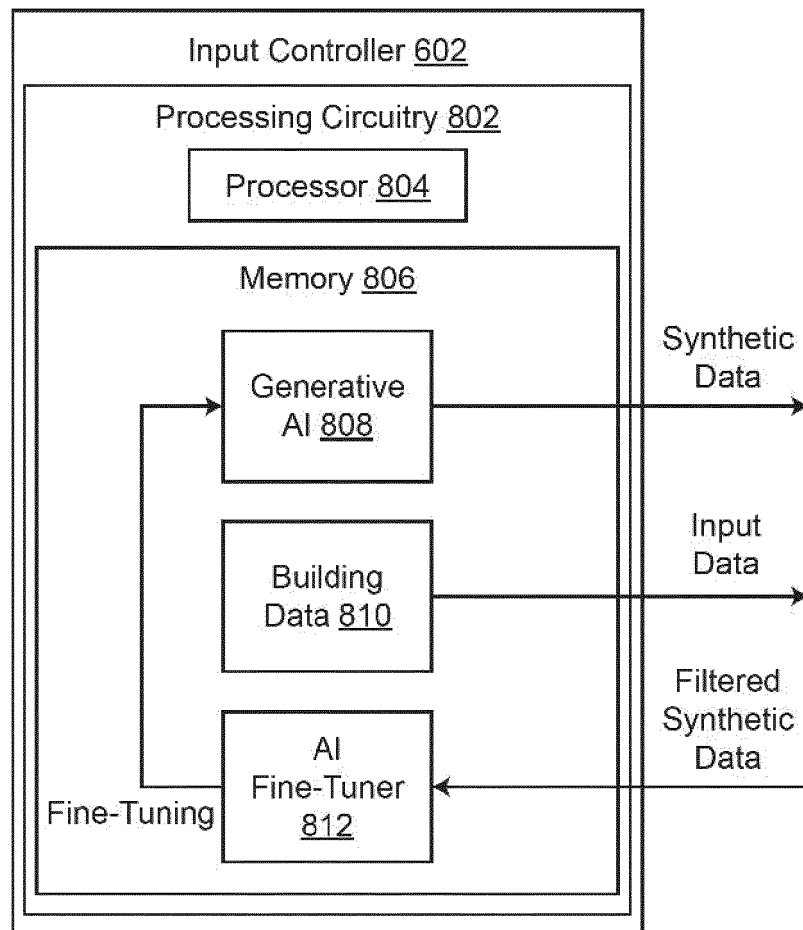 Input Controller 602
Processing Circuitry 802
Processor 804
Memory 806
Generative
AI 808
Synthetic
Data
Building
Data 810
Input
Data
AI
Fine-Tuner
812
Filtered
Synthetic
Data
Fine-Tuning